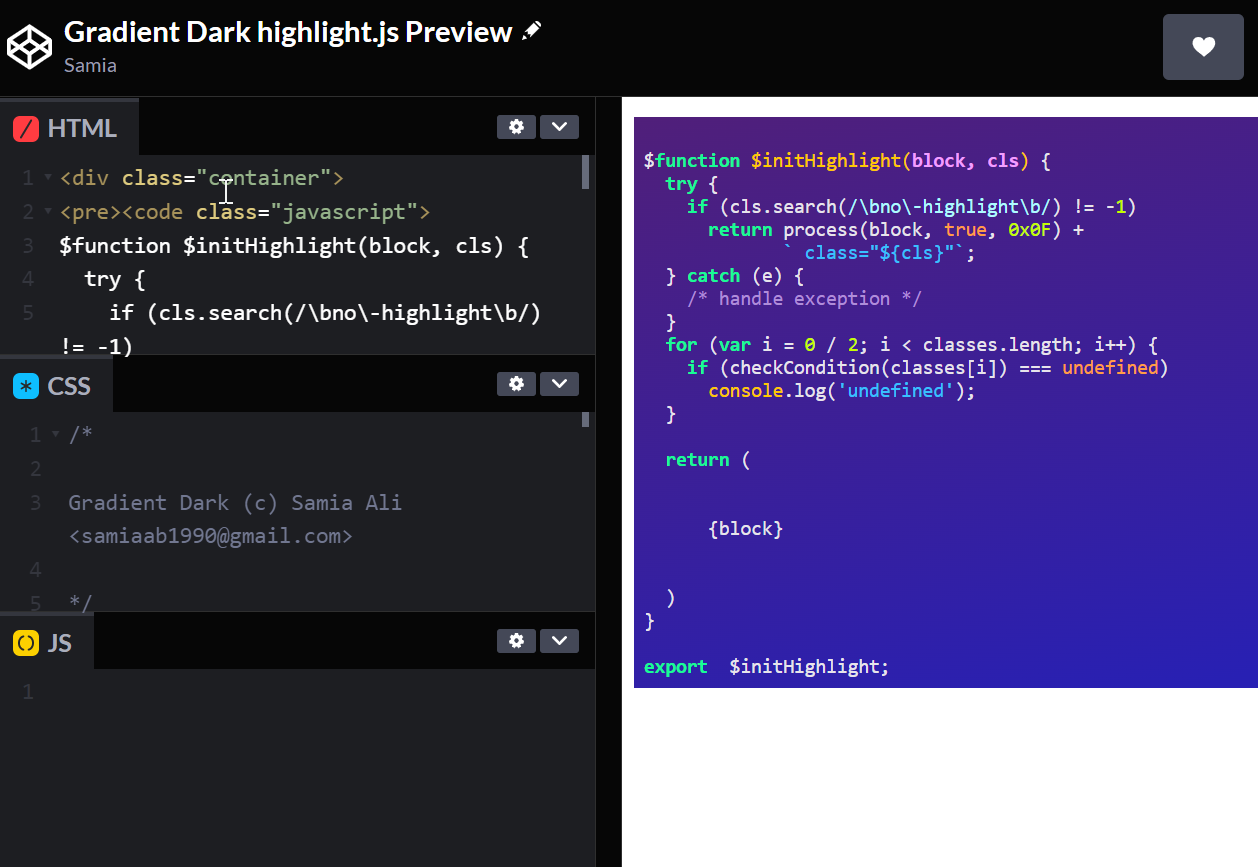 Gradient Dark highlight.js Preview
Samia
HTML
1 <div class="container">
2 <pre><code class="javascript">
3 $function $initHighlight(block, cls) {
4   try {
5     if (cls.search(/\bno\-highlight\b/)
!= -1)
CSS
1 /*
2
3 Gradient Dark (c) Samia Ali
<samiaab1990@gmail.com>
4
5 */
JS
1
$function $initHighlight(block, cls) {
  try {
    if (cls.search(/\bno\-highlight\b/) != -1)
      return process(block, true, 0x0F) +
             ` class="${cls}"`;
  } catch (e) {
    /* handle exception */
  }
  for (var i = 0 / 2; i < classes.length; i++) {
    if (checkCondition(classes[i]) === undefined)
      console.log('undefined');
  }
  return (
      {block}
  )
}
export  $initHighlight;